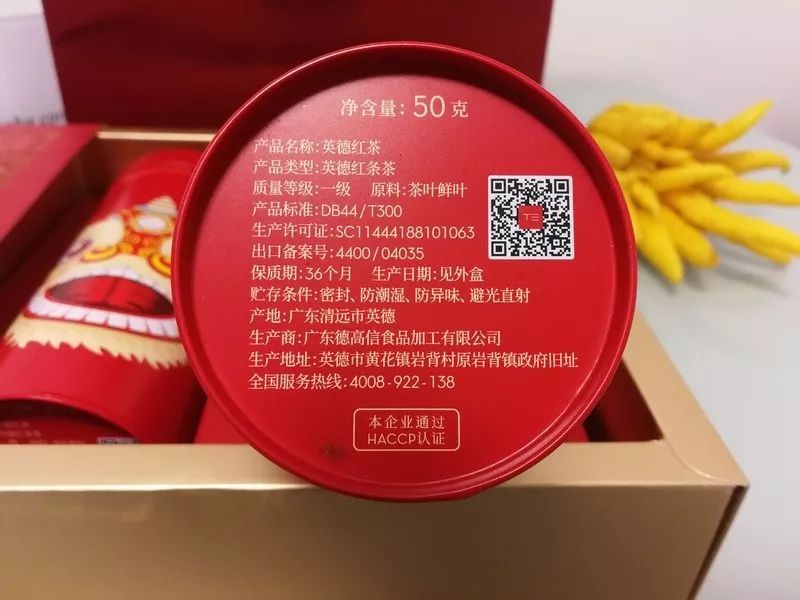 净含量: 50 克
产品名称:英德红茶
产品类型:英德红条茶
质量等级:一级 原料:茶叶鲜叶
产品标准:DB44/T300
生产许可证:SC11444188101063
出口备案号:4400/04035
保质期:36个月 生产日期:见外盒
贮存条件:密封、防潮湿、防异味、避光直射
产地:广东清远市英德
生产商:广东德高信食品加工有限公司
生产地址:英德市黄花镇岩背村原岩背镇政府旧址
全国服务热线:4008-922-138
本企业通过
HACCP认证